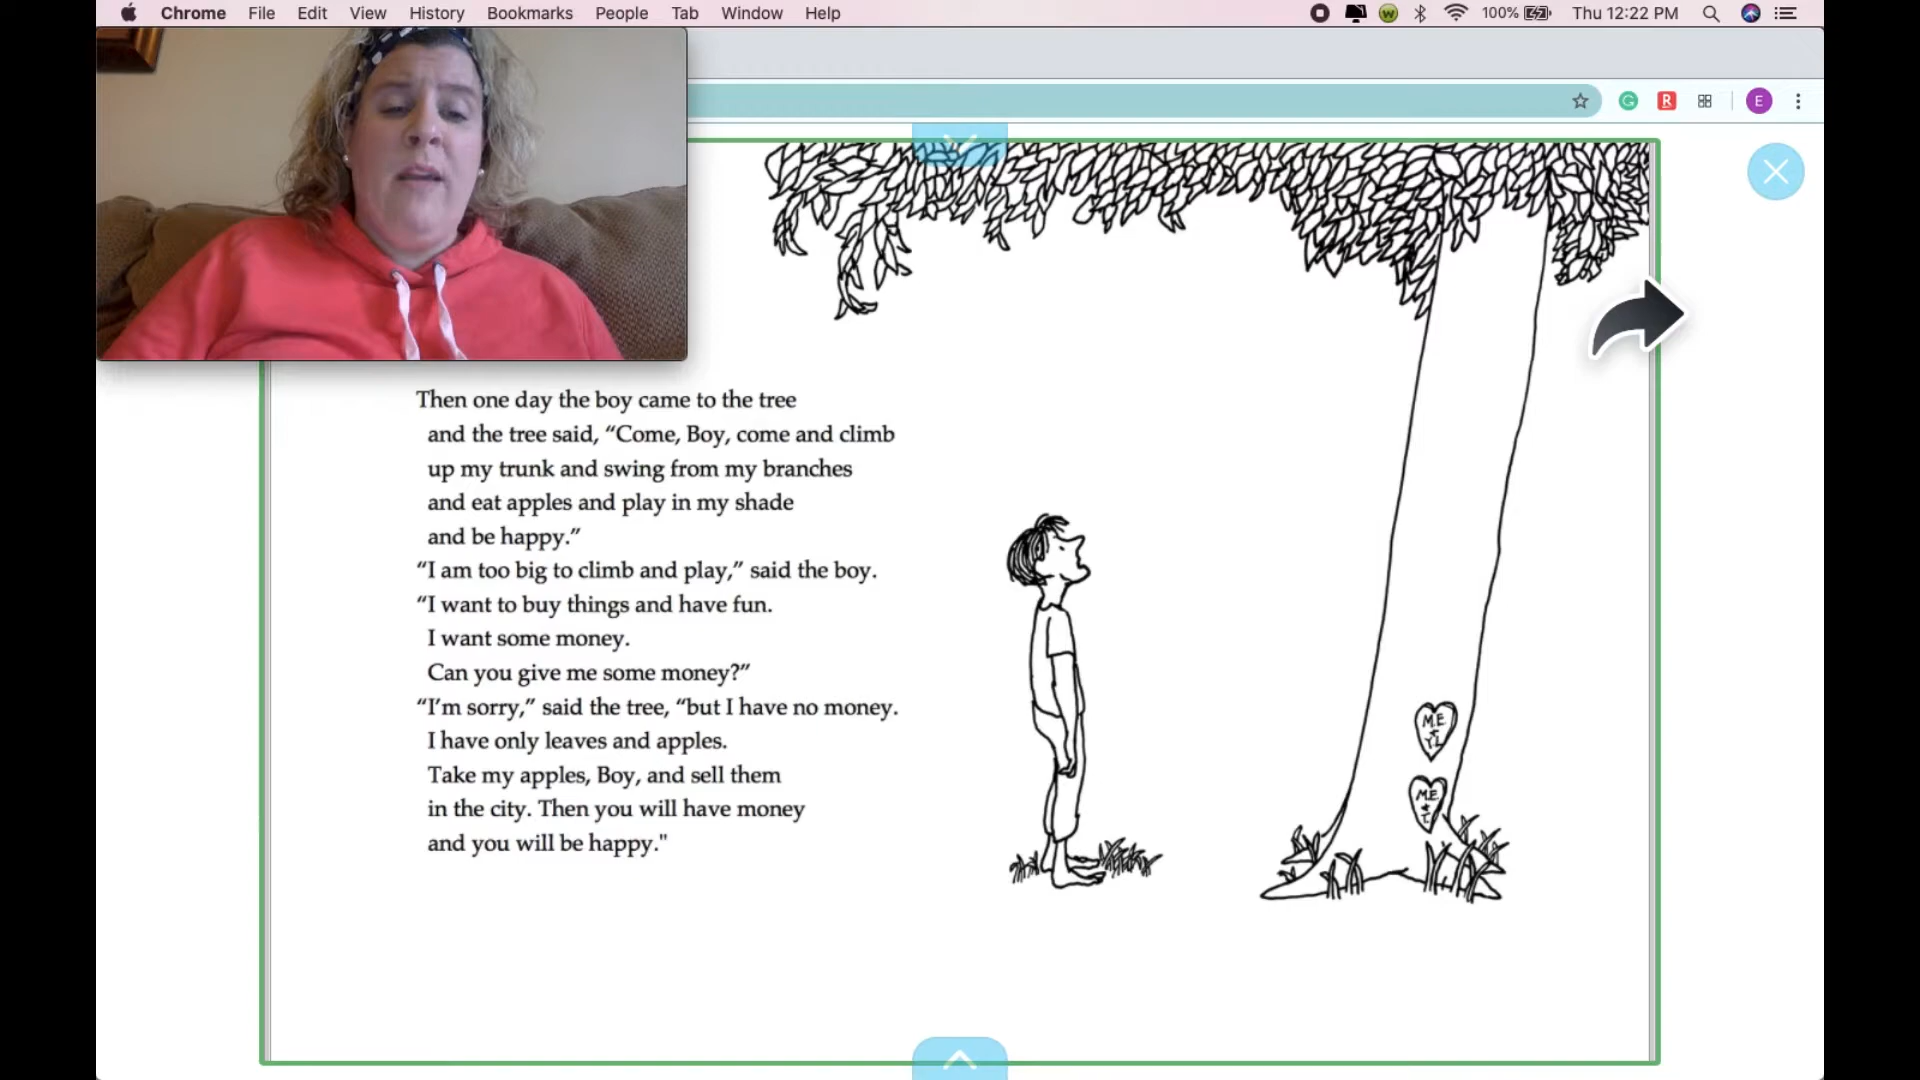 Chrome File Edit View History Bookmarks People Tab Window Help 100% Thu 12:22 PM
E
Then one day the boy came to the tree
and the tree said, “Come, Boy, come and climb
up my trunk and swing from my branches
and eat apples and play in my shade
and be happy.”
“I am too big to climb and play,” said the boy.
“I want to buy things and have fun.
I want some money.
Can you give me some money?”
“I’m sorry,” said the tree, “but I have no money.
I have only leaves and apples.
Take my apples, Boy, and sell them
in the city. Then you will have money
and you will be happy."
M.E.
+
Y.L.
M.E.
+
T.